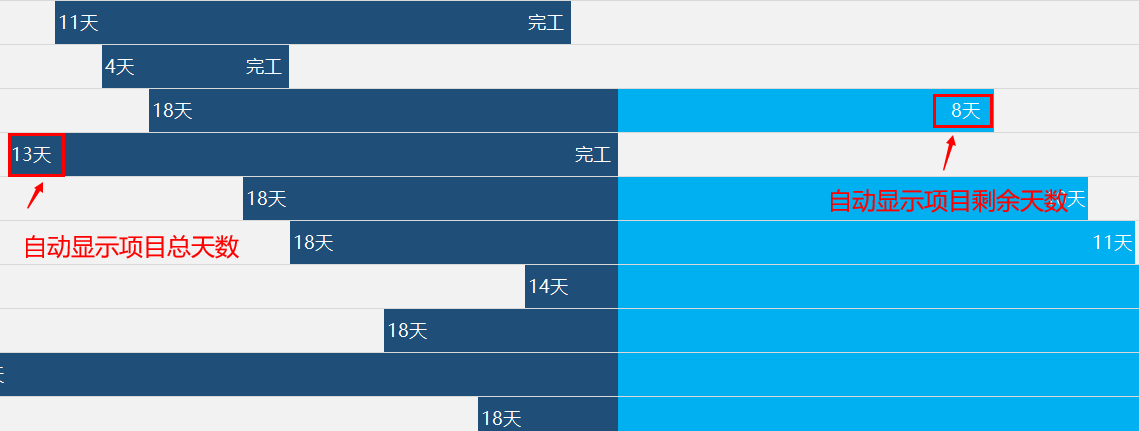 11天 完工
4天 完工
18天 8天
13天 完工
18天 天
自动显示项目剩余天数
18天 11天
自动显示项目总天数
14天
18天
18天